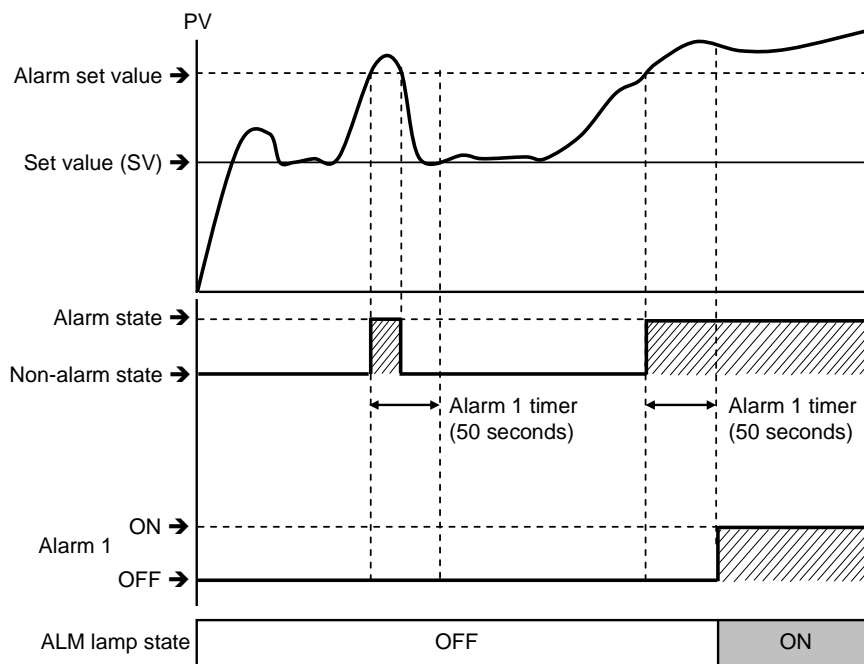 PV
Alarm set value →
Set value (SV) →
Alarm state →
Non-alarm state →
Alarm 1 timer
(50 seconds)
Alarm 1 timer
(50 seconds)
ON →
Alarm 1
OFF →
ALM lamp state
OFF
ON